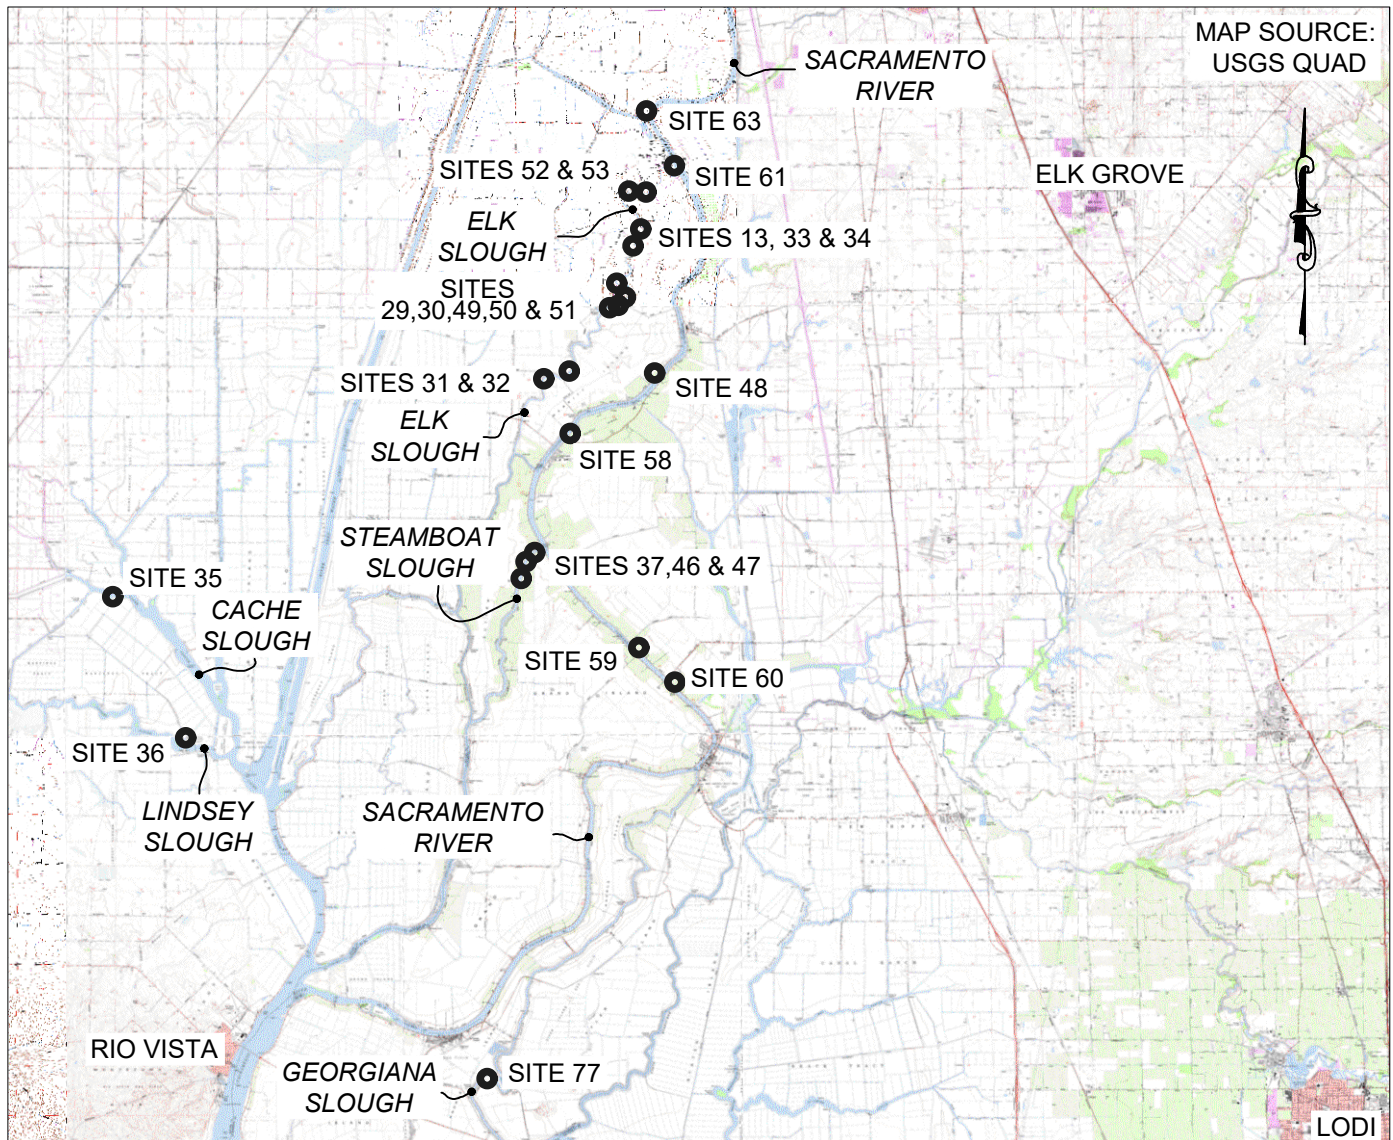 MAP SOURCE:
USGS QUAD
SACRAMENTO
RIVER
SITE 63
SITES 52 & 53
SITE 61
ELK GROVE
ELK
SLOUGH
SITES 13, 33 & 34
SITES
29,30,49,50 & 51
SITES 31 & 32
SITE 48
ELK
SLOUGH
SITE 58
STEAMBOAT
SLOUGH
SITES 37,46 & 47
SITE 35
CACHE
SLOUGH
SITE 59
SITE 60
SITE 36
LINDSEY
SLOUGH
SACRAMENTO
RIVER
RIO VISTA
GEORGIANA
SLOUGH
SITE 77
LODI